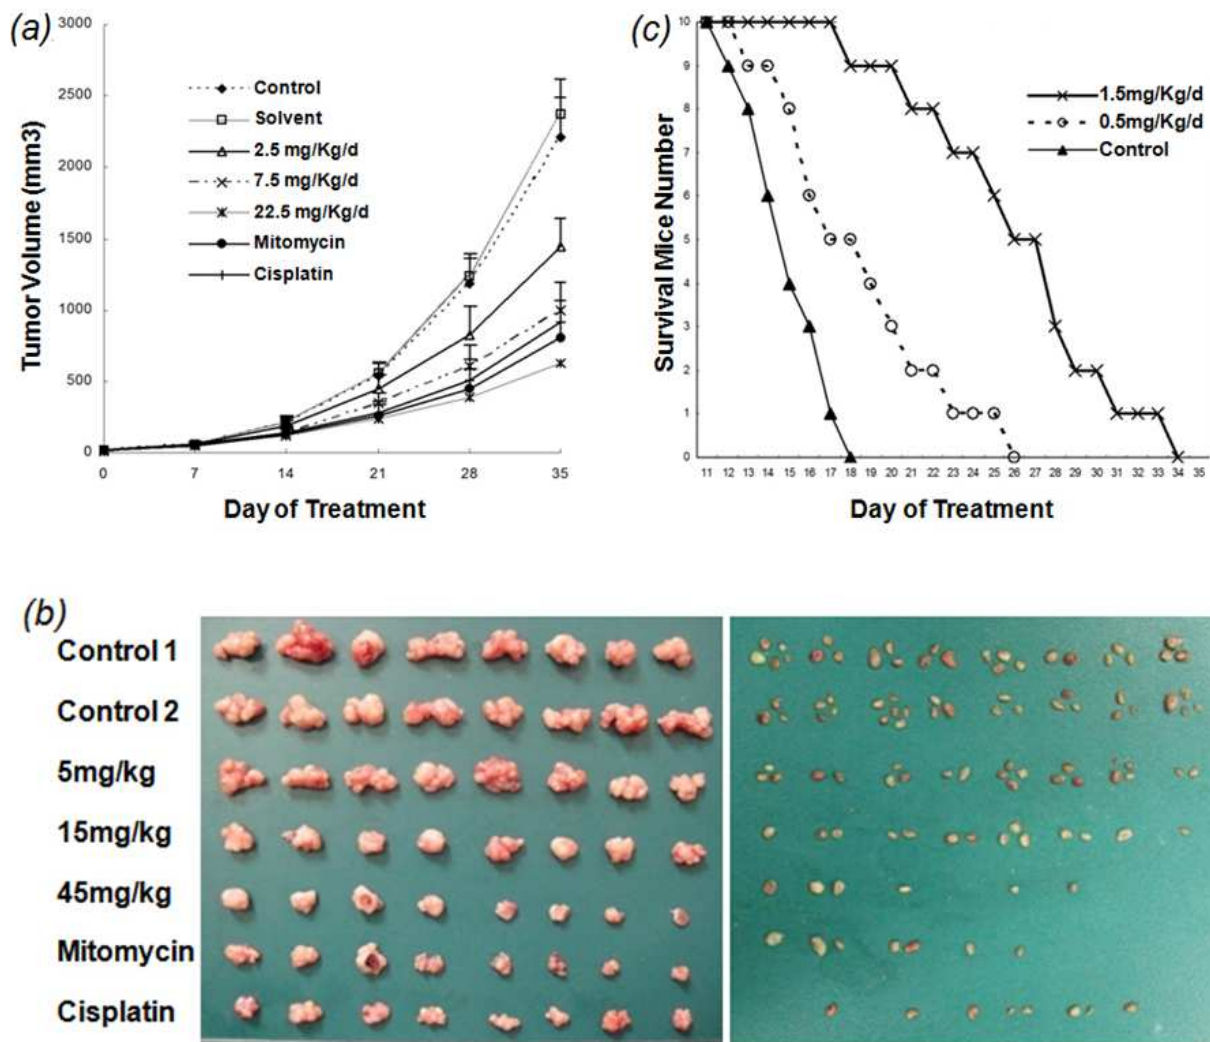 (a)
3000
2500
2000
1500
1000
500
0
Tumor Volume (mm3)
Control
Solvent
2.5 mg/Kg/d
7.5 mg/Kg/d
22.5 mg/Kg/d
Mitomycin
Cisplatin
0 7 14 21 28 35
Day of Treatment
(c)
10
9
8
7
6
5
4
3
2
1
0
Survival Mice Number
1.5mg/Kg/d
0.5mg/Kg/d
Control
11 12 13 14 15 16 17 18 19 20 21 22 23 24 25 26 27 28 29 30 31 32 33 34 35
Day of Treatment
(b)
Control 1
Control 2
5mg/kg
15mg/kg
45mg/kg
Mitomycin
Cisplatin